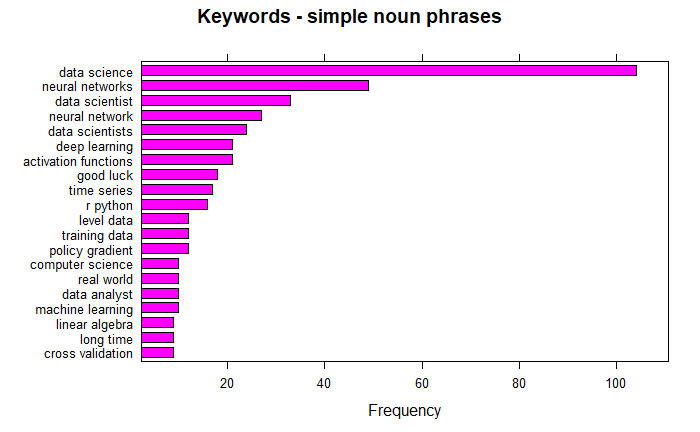 Keywords - simple noun phrases
data science
neural networks
data scientist
neural network
data scientists
deep learning
activation functions
good luck
time series
r python
level data
training data
policy gradient
computer science
real world
data analyst
machine learning
linear algebra
long time
cross validation
20 40 60 80 100
Frequency